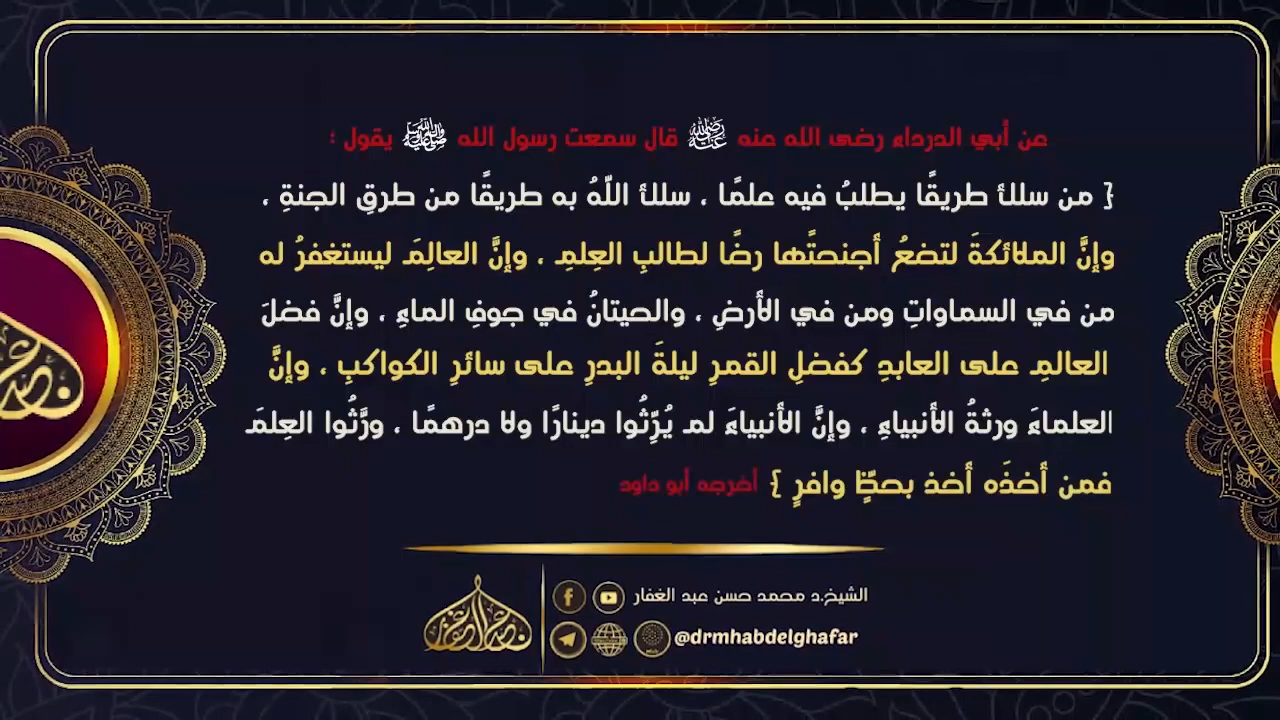 عن أبي الدرداء رضى الله عنه رضي الله عنه قال سمعت رسول الله ﷺ يقول :
{ من سلك طريقًا يطلبُ فيه علمًا ، سلك اللّهُ به طريقًا من طرقِ الجنةِ ،
وإنَّ الملائكةَ لتضعُ أجنحتَها رضًا لطالبِ العِلمِ ، وإنَّ العالِمَ ليستغفرُ له
من في السماواتِ ومن في الأرضِ ، والحيتانُ في جوفِ الماءِ ، وإنَّ فضلَ
العالمِ على العابدِ كفضلِ القمرِ ليلةَ البدرِ على سائرِ الكواكبِ ، وإنَّ
العلماءَ ورثةُ الأنبياءِ ، وإنَّ الأنبياءَ لم يُرِّثُوا دينارًا ولا درهمًا ، ورَّثُوا العِلمَ
فمن أخذَه أخذ بحظٍّ وافرٍ } أخرجه أبو داود
الشيخ.د محمد حسن عبد الغفار
@drmhabdelghafar